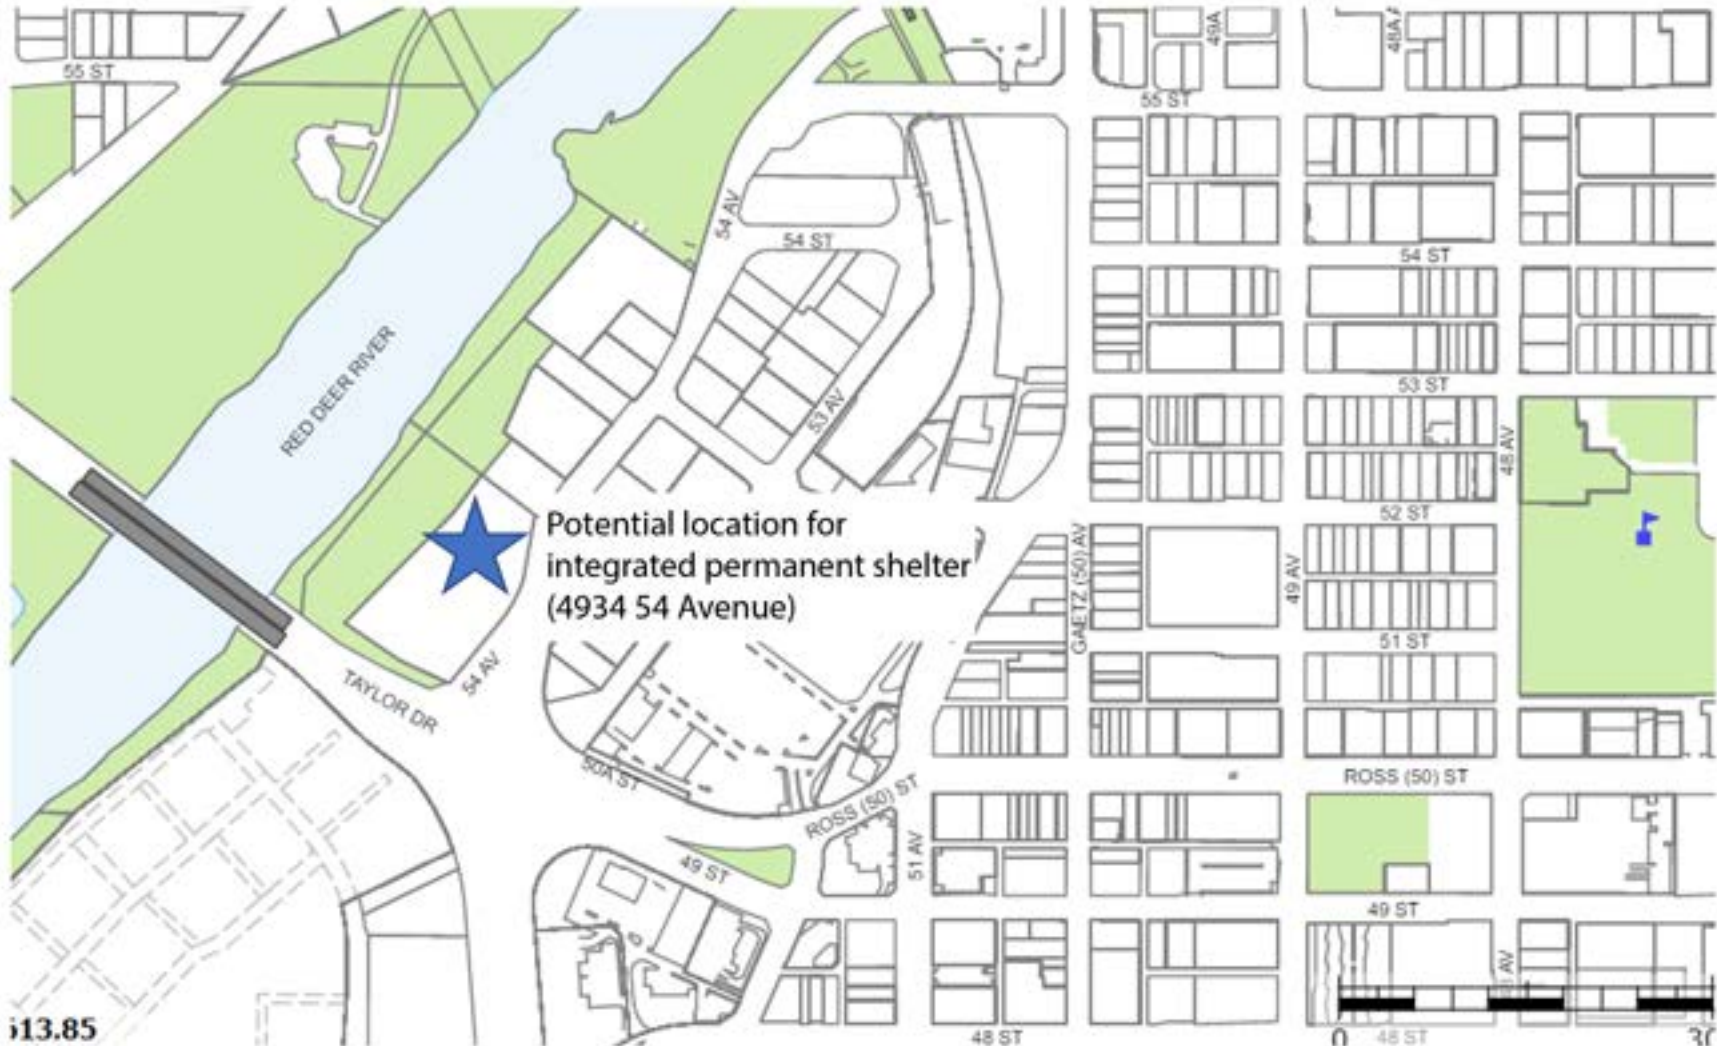 49A
55 ST
55 ST
54 AV
54 ST
54 ST
RED DEER RIVER
53 ST
53 AV
48 AV
52 ST
Potential location for
integrated permanent shelter
(4934 54 Avenue)
GAETZ (50) AV
49 AV
51 ST
54 AV
TAYLOR DR
50A ST
ROSS (50) ST
ROSS (50) ST
51 AV
49 ST
49 ST
AV
13.85
48 ST
0
48 ST